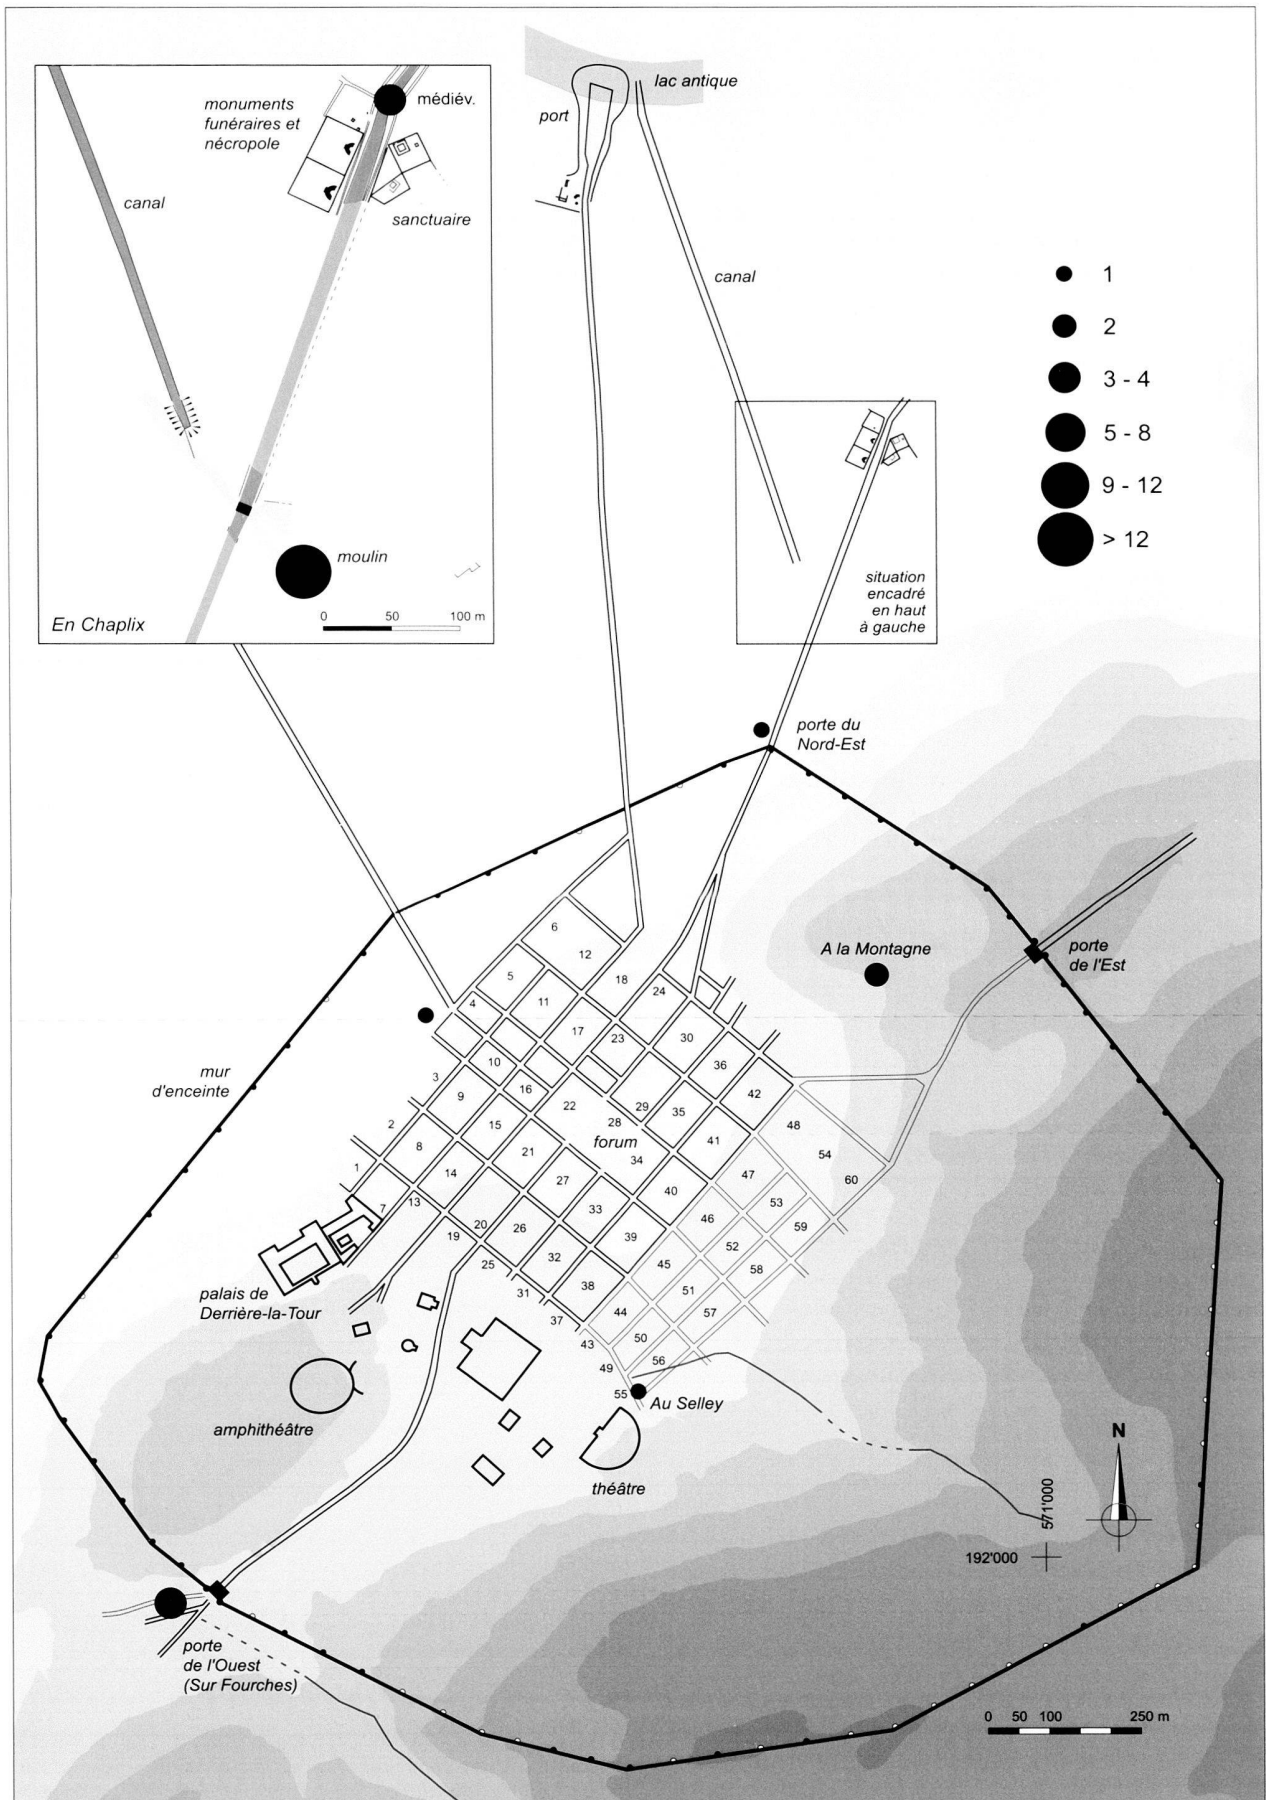 lac antique
port
canal
monuments
funéraires et
nécropole
médiév.
canal
sanctuaire
moulin
0 50 100 m
En Chaplix
1
2
3 - 4
5 - 8
9 - 12
> 12
situation
encadré
en haut
à gauche
porte du
Nord-Est
A la Montagne
porte
de l'Est
mur
d'enceinte
6
12
5
18
4
11
24
17
23
30
10
36
3
16
9
22
29
42
2
28
35
48
15
8
forum
41
54
21
34
1
14
27
47
60
40
7
13
33
53
20
26
46
59
19
39
52
25
32
45
58
31
38
51
37
44
57
43
50
49
56
55
palais de
Derrière-la-Tour
amphithéâtre
Au Selley
théâtre
N
571'000
192'000
porte
de l'Ouest
(Sur Fourches)
0 50 100 250 m